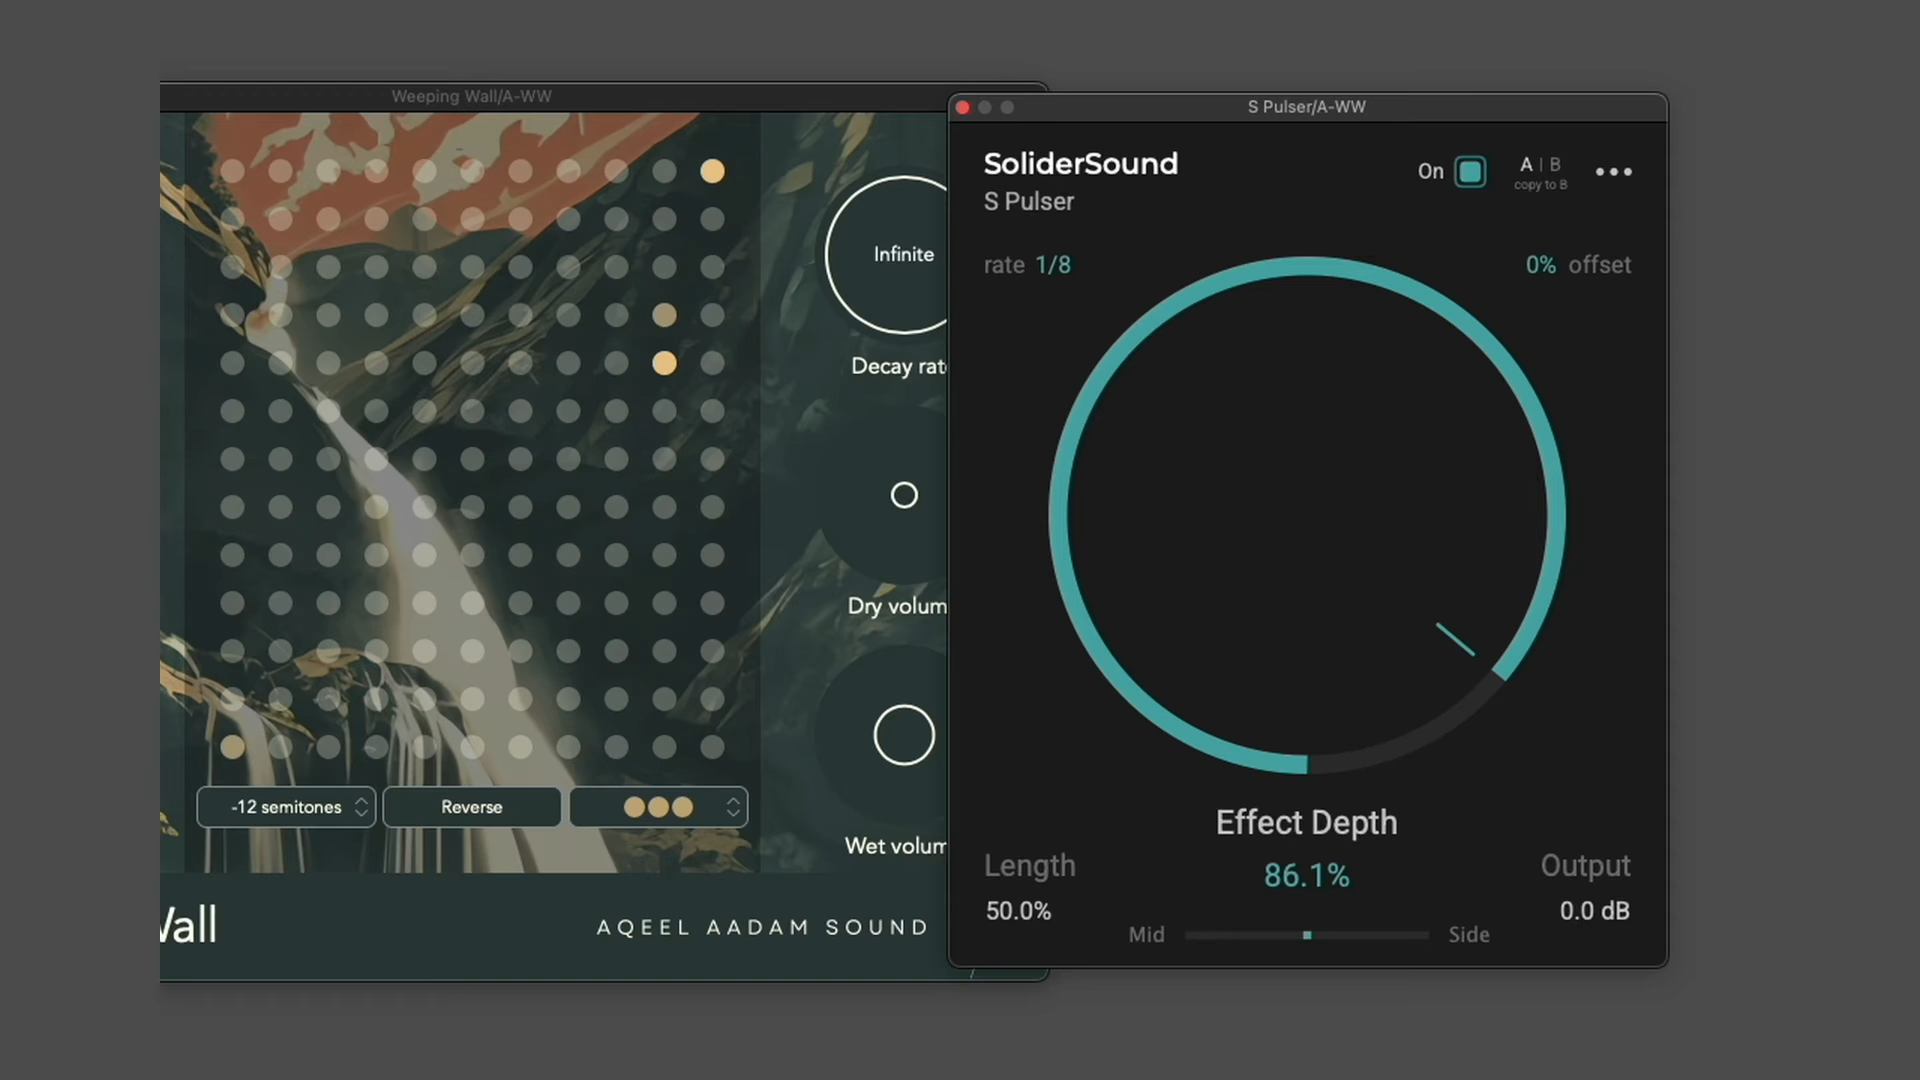 Weeping Wall/A-WW
Infinite
Decay rat
Dry volum
Wet volum
-12 semitones
Reverse
Wall
AQEEL AADAM SOUND
S Pulser/A-WW
SoliderSound
S Pulser
On
A | B
copy to B
rate 1/8
0% offset
Effect Depth
86.1%
Length
50.0%
Output
0.0 dB
Mid
Side